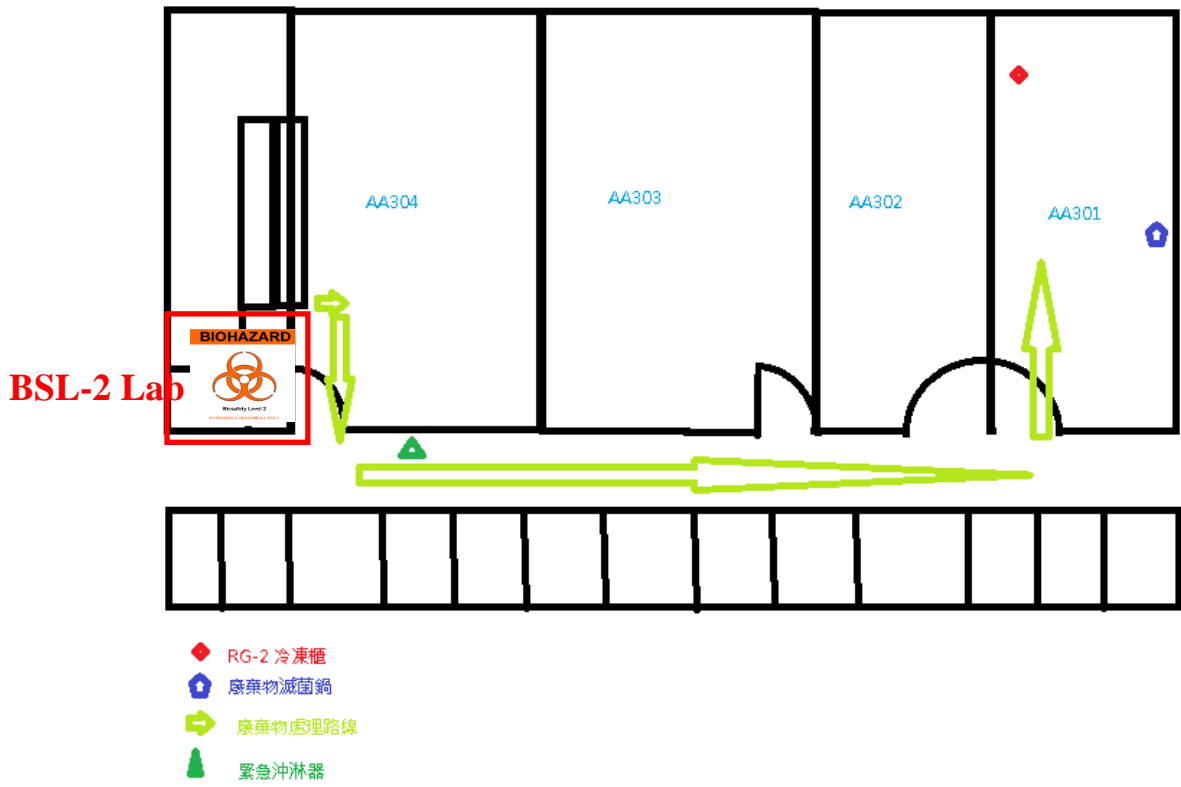 AA304
AA303
AA302
AA301
BIOHAZARD
BSL-2 Lab
Biosafety Level 2
RG-2 冷凍櫃
廢棄物滅菌鍋
廢棄物處理路線
緊急沖淋器